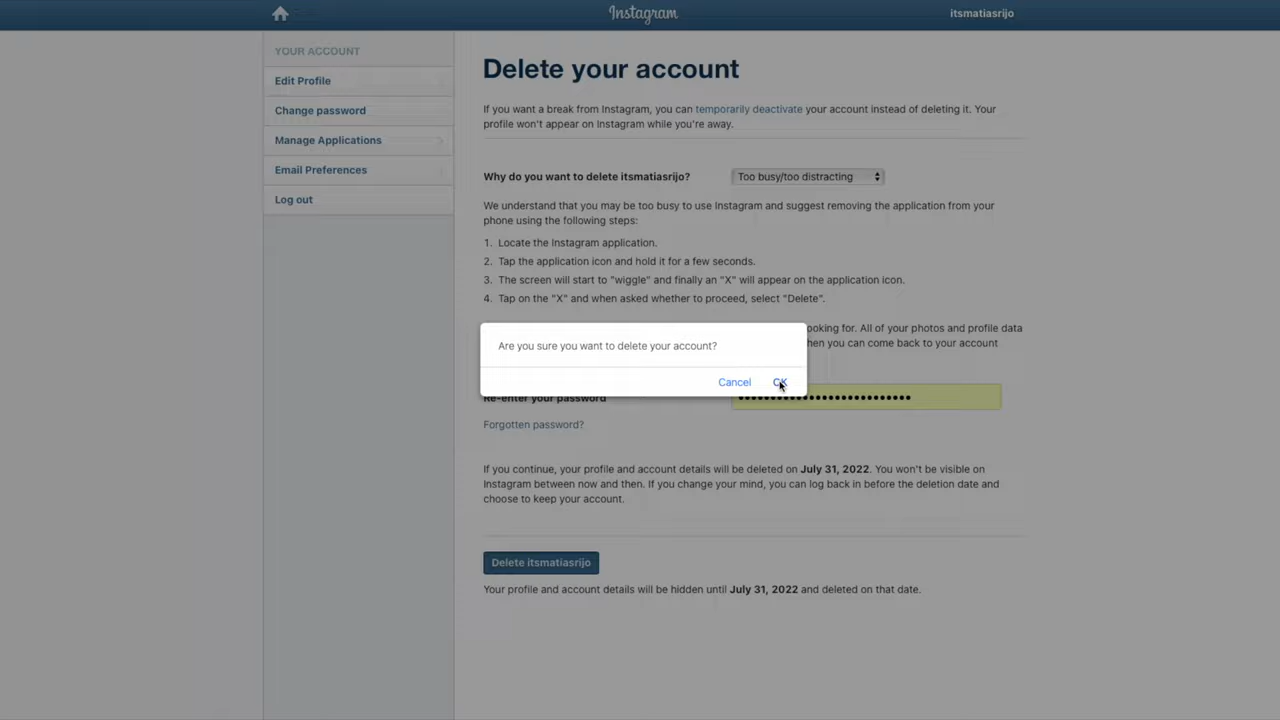 Instagram
itsmatiasrijo
YOUR ACCOUNT
Edit Profile
Change password
Manage Applications
Email Preferences
Log out
Delete your account
If you want a break from Instagram, you can temporarily deactivate your account instead of deleting it. Your
profile won't appear on Instagram while you're away.
Why do you want to delete itsmatiasrijo?
Too busy/too distracting
We understand that you may be too busy to use Instagram and suggest removing the application from your
phone using the following steps:
1. Locate the Instagram application.
2. Tap the application icon and hold it for a few seconds.
3. The screen will start to "wiggle" and finally an "X" will appear on the application icon.
4. Tap on the "X" and when asked whether to proceed, select "Delete".
for. All of your photos and profile data
you can come back to your account
Are you sure you want to delete your account?
Cancel OK
Re-enter your password
Forgotten password?
If you continue, your profile and account details will be deleted on July 31, 2022. You won't be visible on
Instagram between now and then. If you change your mind, you can log back in before the deletion date and
choose to keep your account.
Delete itsmatiasrijo
Your profile and account details will be hidden until July 31, 2022 and deleted on that date.